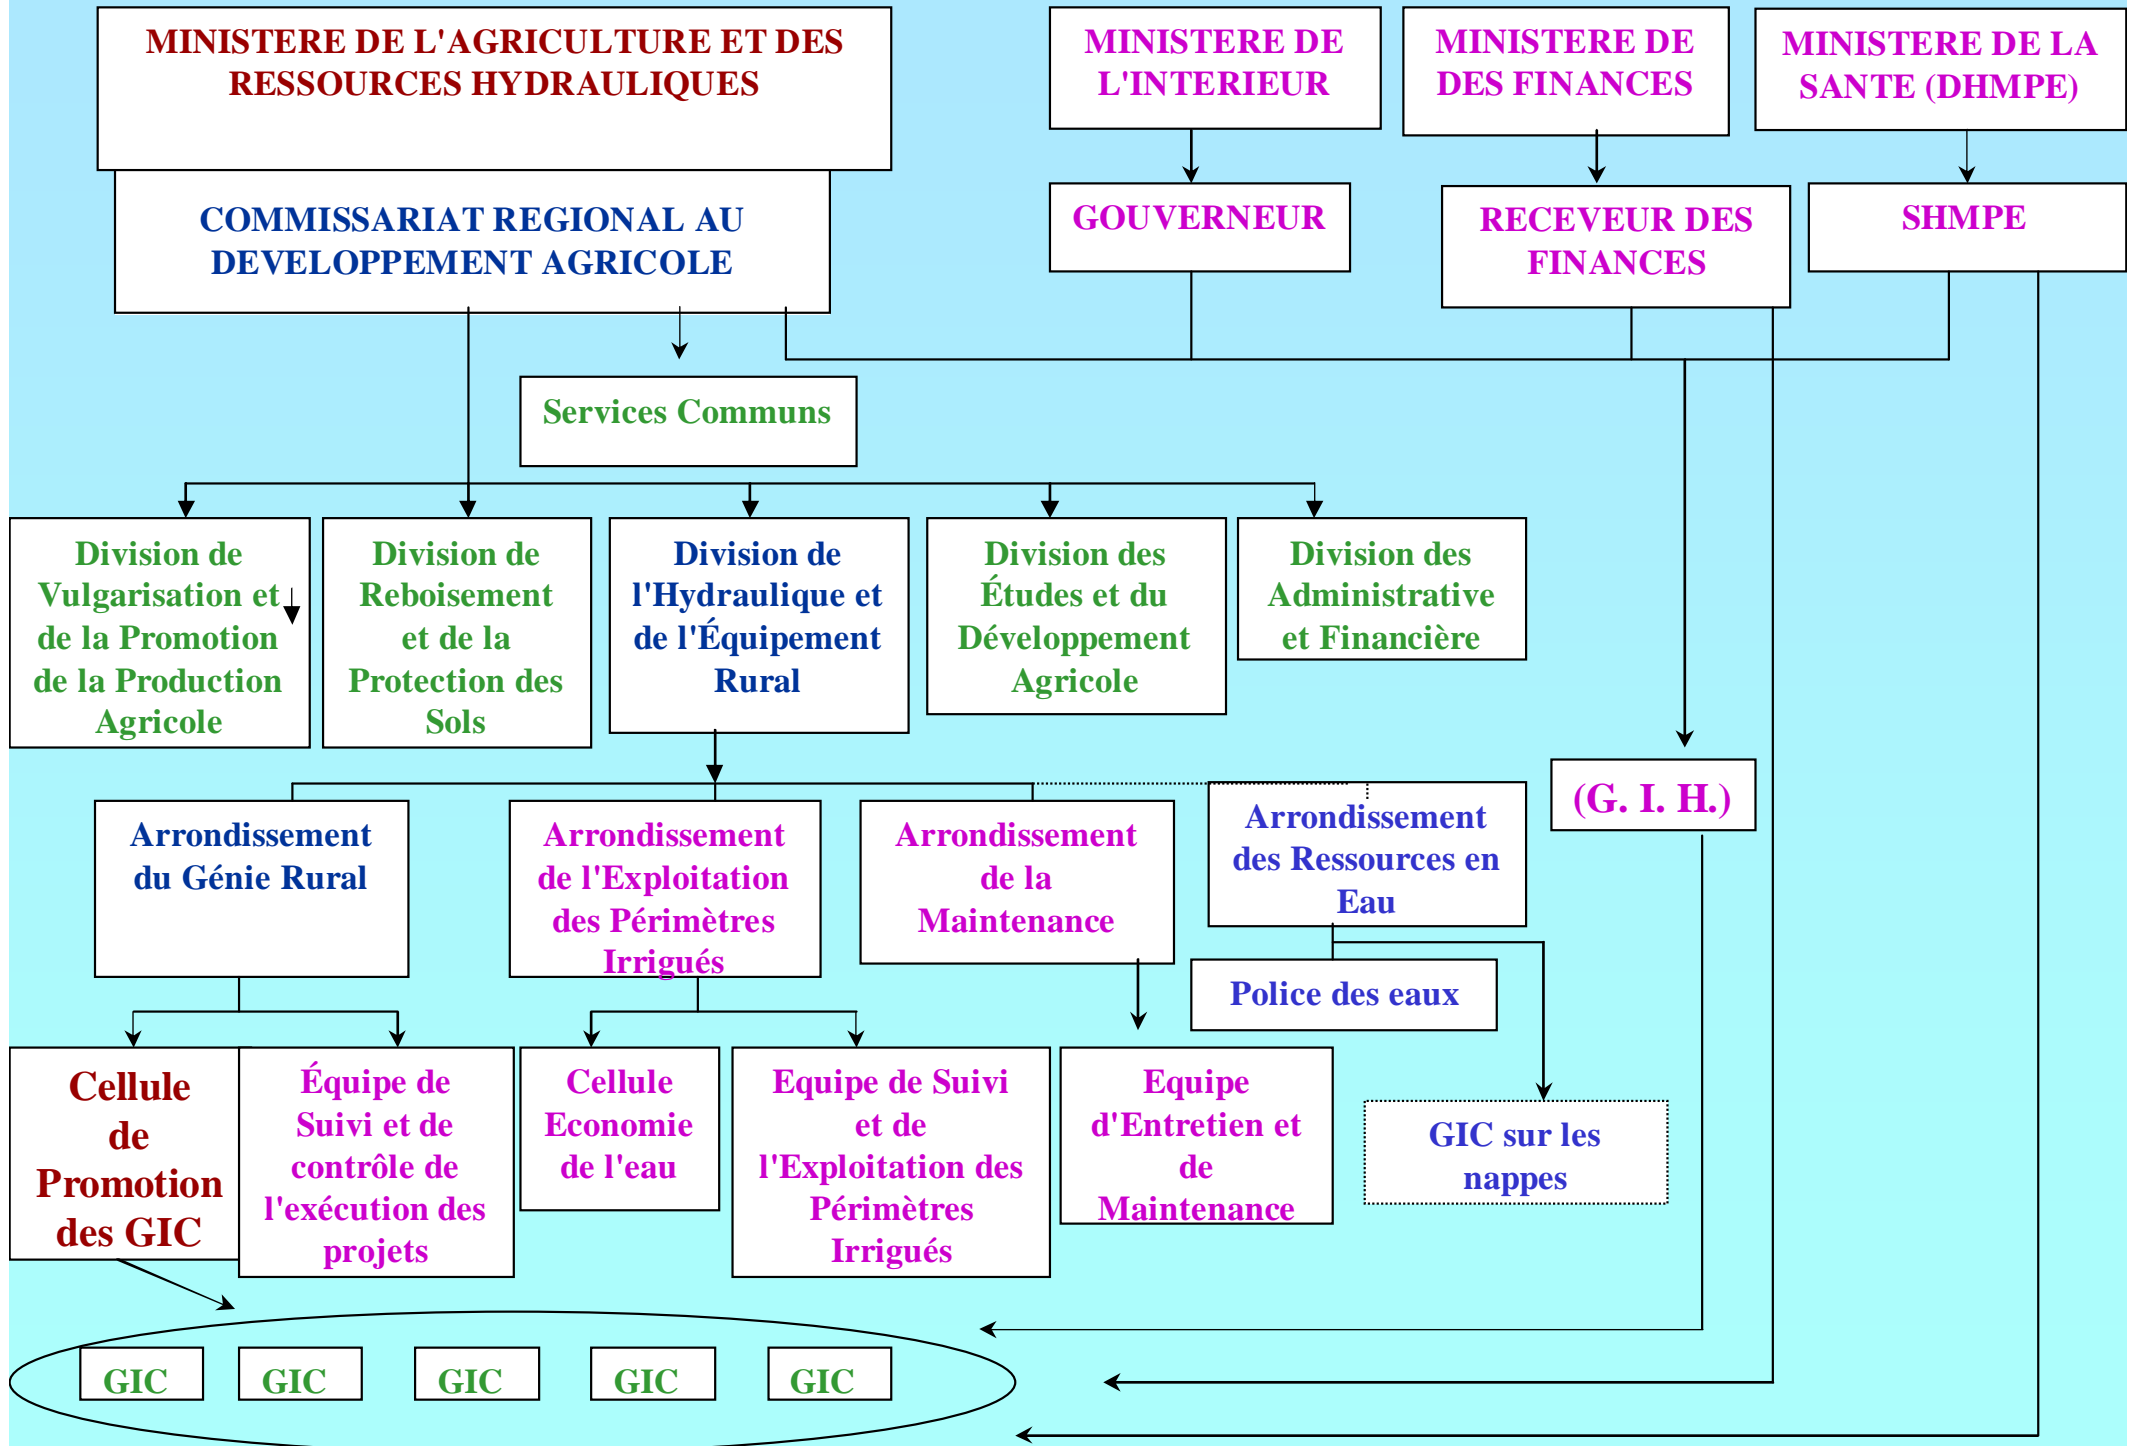 MINISTERE DE L'AGRICULTURE ET DES
RESSOURCES HYDRAULIQUES
MINISTERE DE
L'INTERIEUR
MINISTERE DE
DES FINANCES
MINISTERE DE LA
SANTE (DHMPE)
COMMISSARIAT REGIONAL AU
DEVELOPPEMENT AGRICOLE
GOUVERNEUR
RECEVEUR DES
FINANCES
SHMPE
Services Communs
Division de
Vulgarisation et
de la Promotion
de la Production
Agricole
Division de
Reboisement
et de la
Protection des
Sols
Division de
l'Hydraulique et
de l'Équipement
Rural
Division des
Études et du
Développement
Agricole
Division des
Administrative
et Financière
(G. I. H.)
Arrondissement
du Génie Rural
Arrondissement
de l'Exploitation
des Périmètres
Irrigués
Arrondissement
de la
Maintenance
Arrondissement
des Ressources en
Eau
Police des eaux
Cellule
de
Promotion
des GIC
Équipe de
Suivi et de
contrôle de
l'exécution des
projets
Cellule
Economie
de l'eau
Equipe de Suivi
et de
l'Exploitation des
Périmètres
Irrigués
Equipe
d'Entretien et
de
Maintenance
GIC sur les
nappes
GIC
GIC
GIC
GIC
GIC